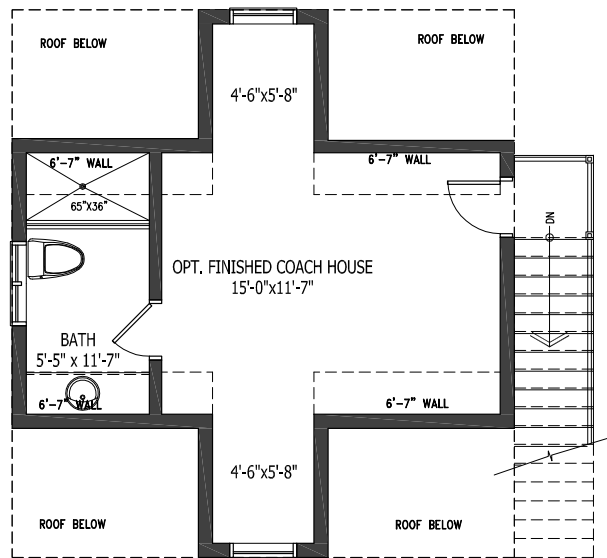 ROOF BELOW
ROOF BELOW
4'-6"x5'-8"
6'-7" WALL
6'-7" WALL
65"X36"
DN
OPT. FINISHED COACH HOUSE
15'-0"x11'-7"
BATH
5'-5" x 11'-7"
6'-7" WALL
6'-7" WALL
4'-6"x5'-8"
ROOF BELOW
ROOF BELOW